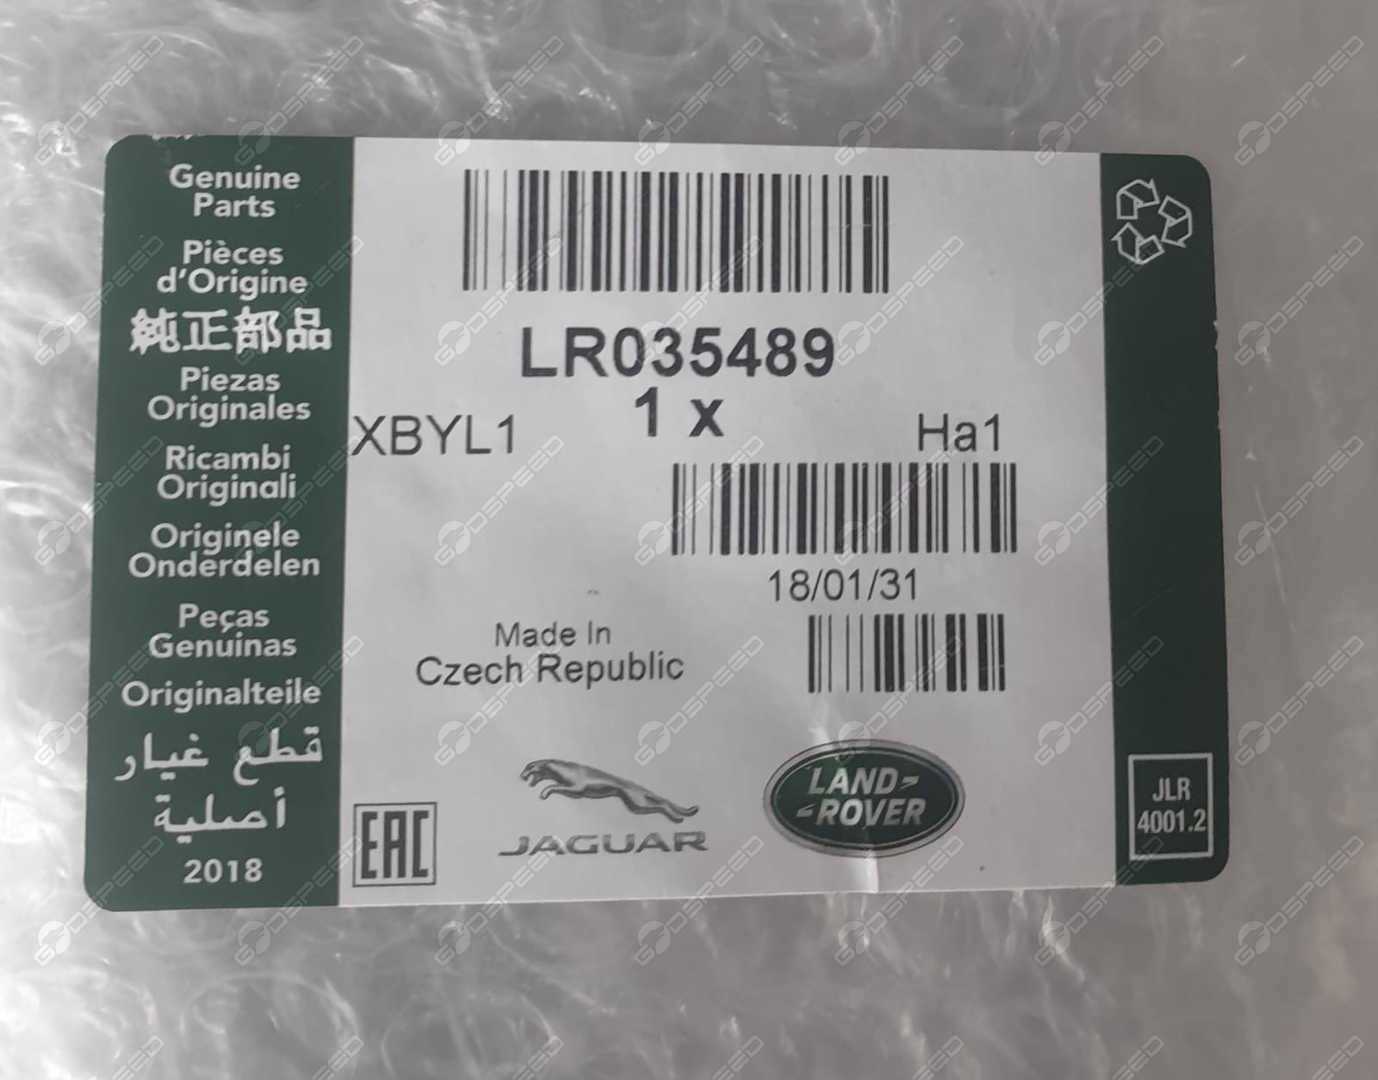 Genuine
Parts
Pièces
d'Origine
純正部品
Piezas
Originales
Ricambi
Originali
Originele
Onderdelen
Peças
Genuinas
Originalteile
قطع غيار
أصلية
2018
LR035489
1 x
XBYL1
Ha1
18/01/31
Made In
Czech Republic
EAC
JAGUAR
LAND-
-ROVER
JLR
4001.2
GODSPEED